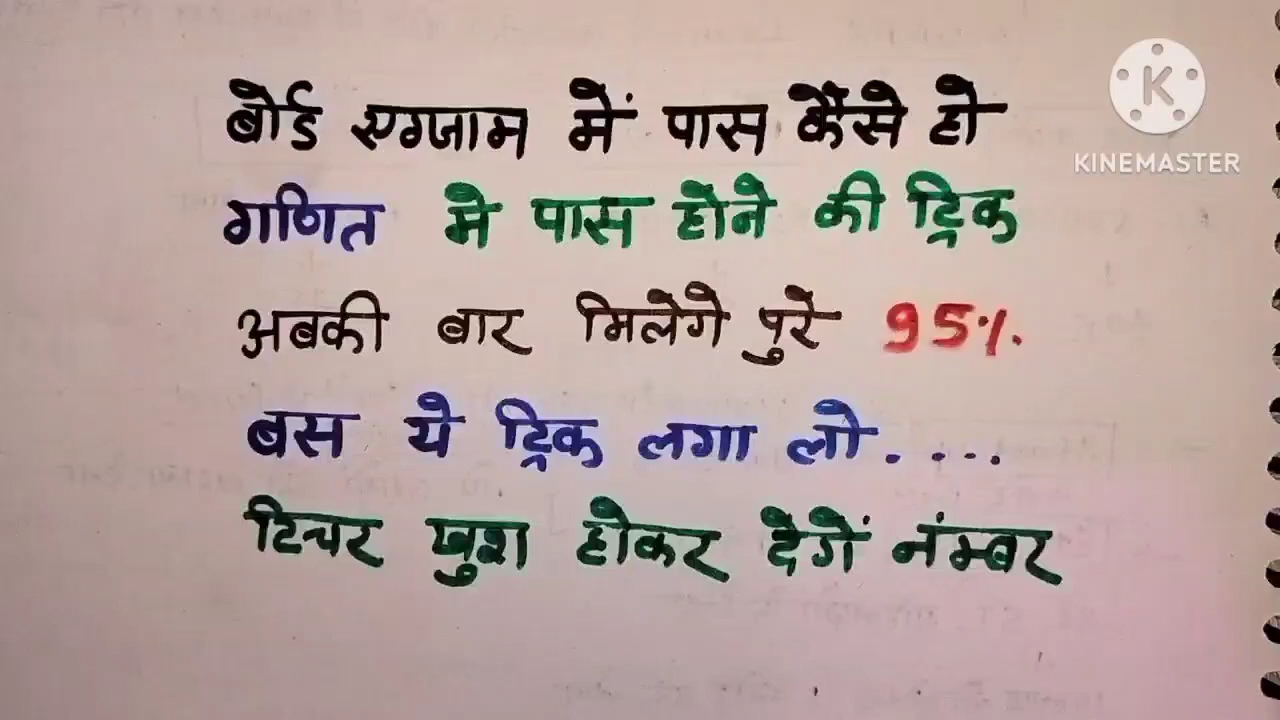 बोर्ड एग्जाम में पास कैसे हो
गणित मे पास होने की ट्रिक
अबकी बार मिलेगे पुरे 95%
बस ये ट्रिक लगा लो.....
टिचर खुश होकर देगें नंम्बर
K
KINEMASTER